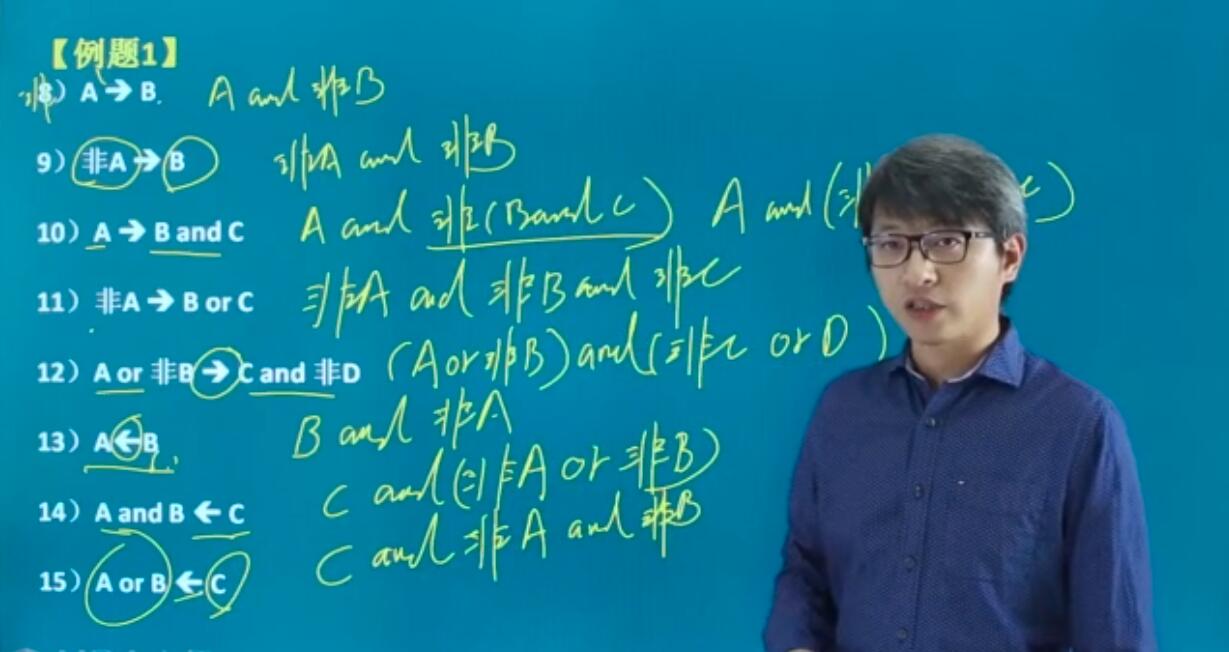 【例题1】
8）A → B A and 非B
9）非A → B 非A and 非B
10）A → B and C A and 非(B and C) A and (非
11）非A → B or C 非A and 非B and 非C
12）A or 非B → C and 非D (A or 非B) and (非C or D)
13）A ← B B and 非A
14）A and B ← C C and (非A or 非B)
15）A or B ← C C and 非A and 非B